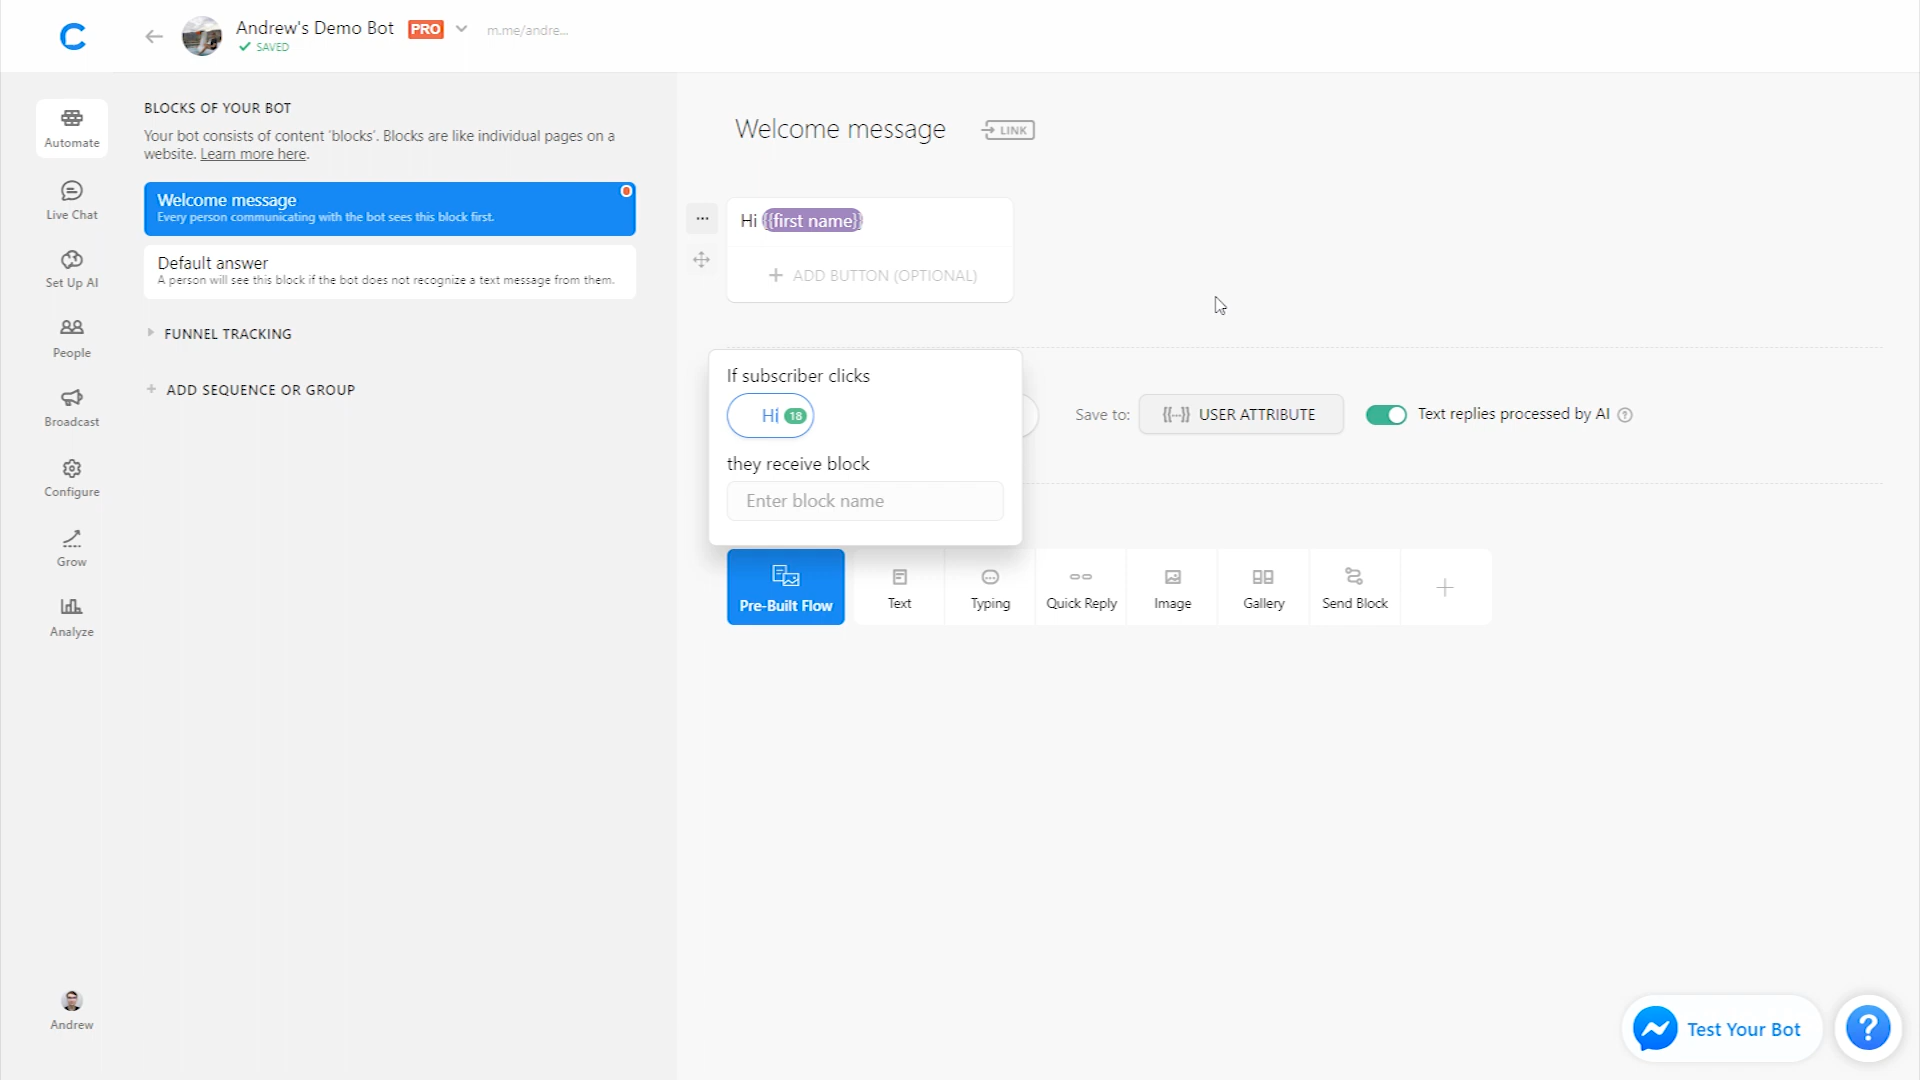 Andrew's Demo Bot PRO m.me/andre...
SAVED
Automate
Live Chat
Set Up AI
People
Broadcast
Configure
Grow
Analyze
Andrew
BLOCKS OF YOUR BOT
Your bot consists of content 'blocks'. Blocks are like individual pages on a
website. Learn more here.
Welcome message
Every person communicating with the bot sees this block first.
Default answer
A person will see this block if the bot does not recognize a text message from them.
FUNNEL TRACKING
+ ADD SEQUENCE OR GROUP
Welcome message LINK
Hi {{first name}}
+ ADD BUTTON (OPTIONAL)
If subscriber clicks
Hi 18
they receive block
Enter block name
Save to: {{...}} USER ATTRIBUTE Text replies processed by AI ?
Pre-Built Flow
Text
Typing
Quick Reply
Image
Gallery
Send Block
+
Test Your Bot
?